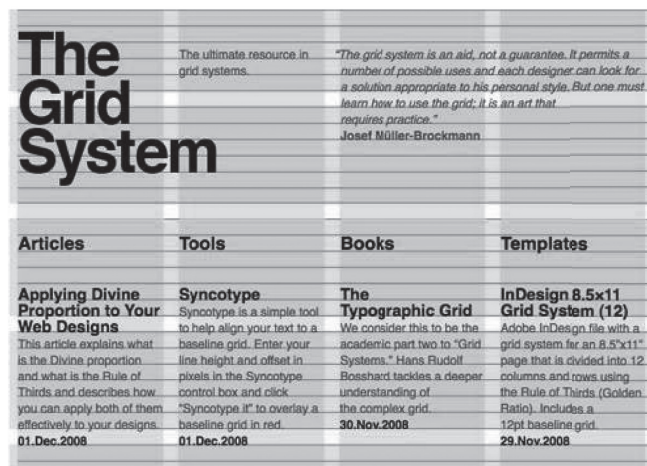 The
Grid
System
The ultimate resource in
grid systems.
"The grid system is an aid, not a guarantee. It permits a
number of possible uses and each designer can look for
a solution appropriate to his personal style. But one must
learn how to use the grid; it is an art that
requires practice."
Josef Müller-Brockmann
Articles
Applying Divine
Proportion to Your
Web Designs
This article explains what
is the Divine proportion
and what is the Rule of
Thirds and describes how
you can apply both of them
effectively to your designs.
01.Dec.2008
Tools
Syncotype
Syncotype is a simple tool
to help align your text to a
baseline grid. Enter your
line height and offset in
pixels in the Syncotype
control box and click
"Syncotype it" to overlay a
baseline grid in red.
01.Dec.2008
Books
The
Typographic Grid
We consider this to be the
academic part two to "Grid
Systems." Hans Rudolf
Bosshard tackles a deeper
understanding of
the complex grid.
30.Nov.2008
Templates
InDesign 8.5x11
Grid System (12)
Adobe InDesign file with a
grid system for an 8.5"x11"
page that is divided into 12
columns and rows using
the Rule of Thirds (Golden
Ratio). Includes a
12pt baseline grid.
29.Nov.2008